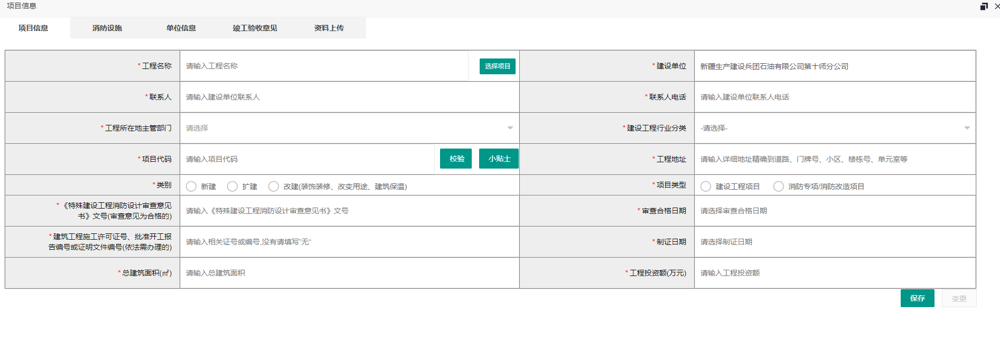 项目信息
项目信息 消防设施 单位信息 竣工验收意见 资料上传
*工程名称 请输入工程名称 选择项目 *建设单位 新疆生产建设兵团石油有限公司第十师分公司
*联系人 请输入建设单位联系人 *联系人电话 请输入建设单位联系人电话
*工程所在地主管部门 请选择 *建设工程行业分类 -请选择-
*项目代码 请输入项目代码 校验 小贴士 *工程地址 请输入详细地址精确到道路、门牌号、小区、楼栋号、单元室等
*类别 新建 扩建 改建(装饰装修、改变用途、建筑保温) *项目类型 建设工程项目 消防专项/消防改造项目
*《特殊建设工程消防设计审查意见
书》文号(审查意见为合格的) 请输入《特殊建设工程消防设计审查意见书》文号 *审查合格日期 请选择审查合格日期
*建筑工程施工许可证号、批准开工报
告编号或证明文件编号(依法需办理的) 请输入相关证号或编号,没有请填写”无“ *制证日期 请选择制证日期
*总建筑面积(㎡) 请输入总建筑面积 *工程投资额(万元) 请输入工程投资额
保存 变更